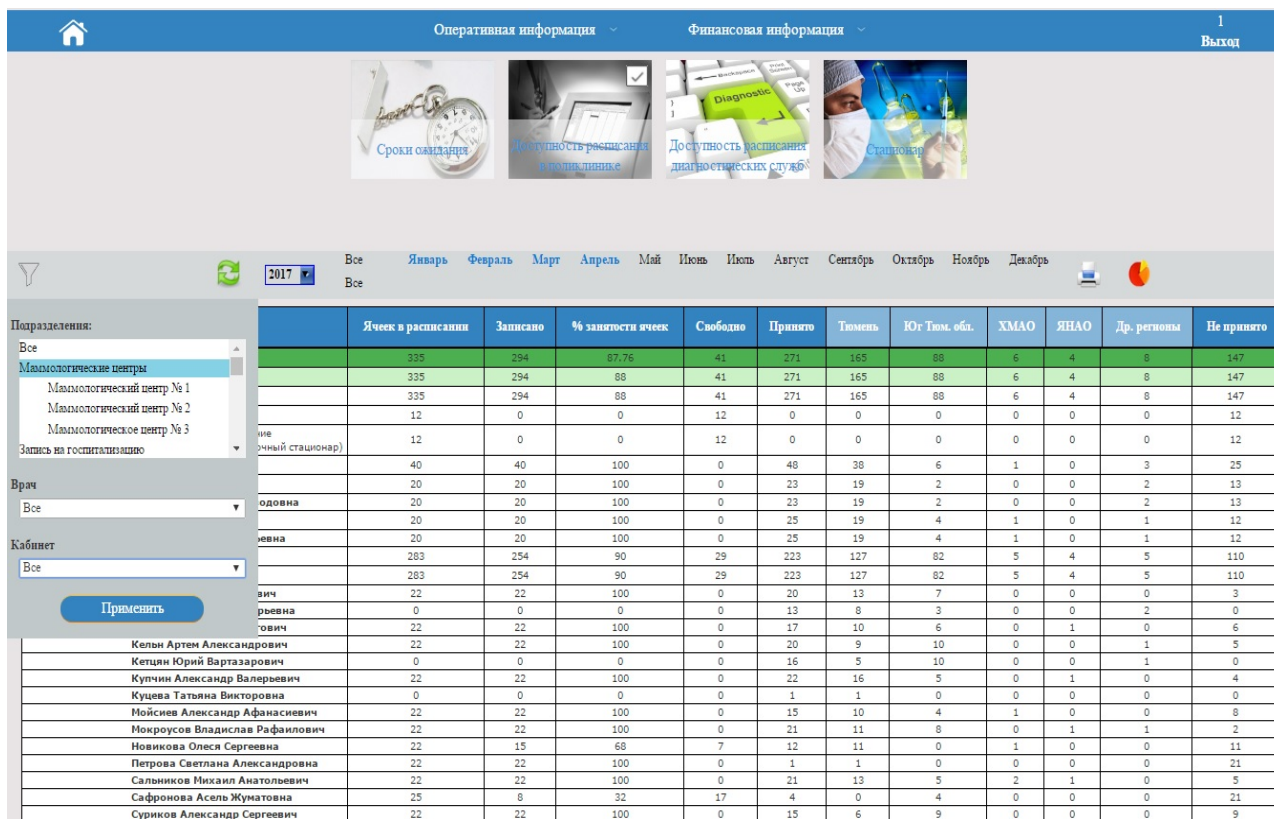 Оперативная информация Финансовая информация 1
Выход
Backspace
Diagnostic
Page Up
Сроки ожидания
Доступность расписания
в поликлинике
Доступность расписания
диагностических служб
Стационар
2017
Все Январь Февраль Март Апрель Май Июнь Июль Август Сентябрь Октябрь Ноябрь Декабрь
Все
Подразделения:
Все
Маммологические центры
Маммологический центр № 1
Маммологический центр № 2
Маммологическое центр № 3
Запись на госпитализацию
Врач
Все
Кабинет
Все
Применить
Ячеек в расписании Записано % занятости ячеек Свободно Принято Тюмень Юг Тюм. обл. ХМАО ЯНАО Др. регионы Не принято
335 294 87.76 41 271 165 88 6 4 8 147
335 294 88 41 271 165 88 6 4 8 147
335 294 88 41 271 165 88 6 4 8 147
12 0 0 12 0 0 0 0 0 0 12
ние
очный стационар) 12 0 0 12 0 0 0 0 0 0 12
40 40 100 0 48 38 6 1 0 3 25
20 20 100 0 23 19 2 0 0 2 13
одовна 20 20 100 0 23 19 2 0 0 2 13
20 20 100 0 25 19 4 1 0 1 12
ьевна 20 20 100 0 25 19 4 1 0 1 12
283 254 90 29 223 127 82 5 4 5 110
283 254 90 29 223 127 82 5 4 5 110
вич 22 22 100 0 20 13 7 0 0 0 3
рьевна 0 0 0 0 13 8 3 0 0 2 0
тович 22 22 100 0 17 10 6 0 1 0 6
Кельн Артем Александрович 22 22 100 0 20 9 10 0 0 1 5
Кетцян Юрий Вартазарович 0 0 0 0 16 5 10 0 0 1 0
Купчин Александр Валерьевич 22 22 100 0 22 16 5 0 1 0 4
Куцева Татьяна Викторовна 0 0 0 0 1 1 0 0 0 0 0
Мойсиев Александр Афанасиевич 22 22 100 0 15 10 4 1 0 0 8
Мокроусов Владислав Рафаилович 22 22 100 0 21 11 8 0 1 1 2
Новикова Олеся Сергеевна 22 15 68 7 12 11 0 1 0 0 11
Петрова Светлана Александровна 22 22 100 0 1 1 0 0 0 0 21
Сальников Михаил Анатольевич 22 22 100 0 21 13 5 2 1 0 5
Сафронова Асель Жуматовна 25 8 32 17 4 0 4 0 0 0 21
Суриков Александр Сергеевич 22 22 100 0 15 6 9 0 0 0 9